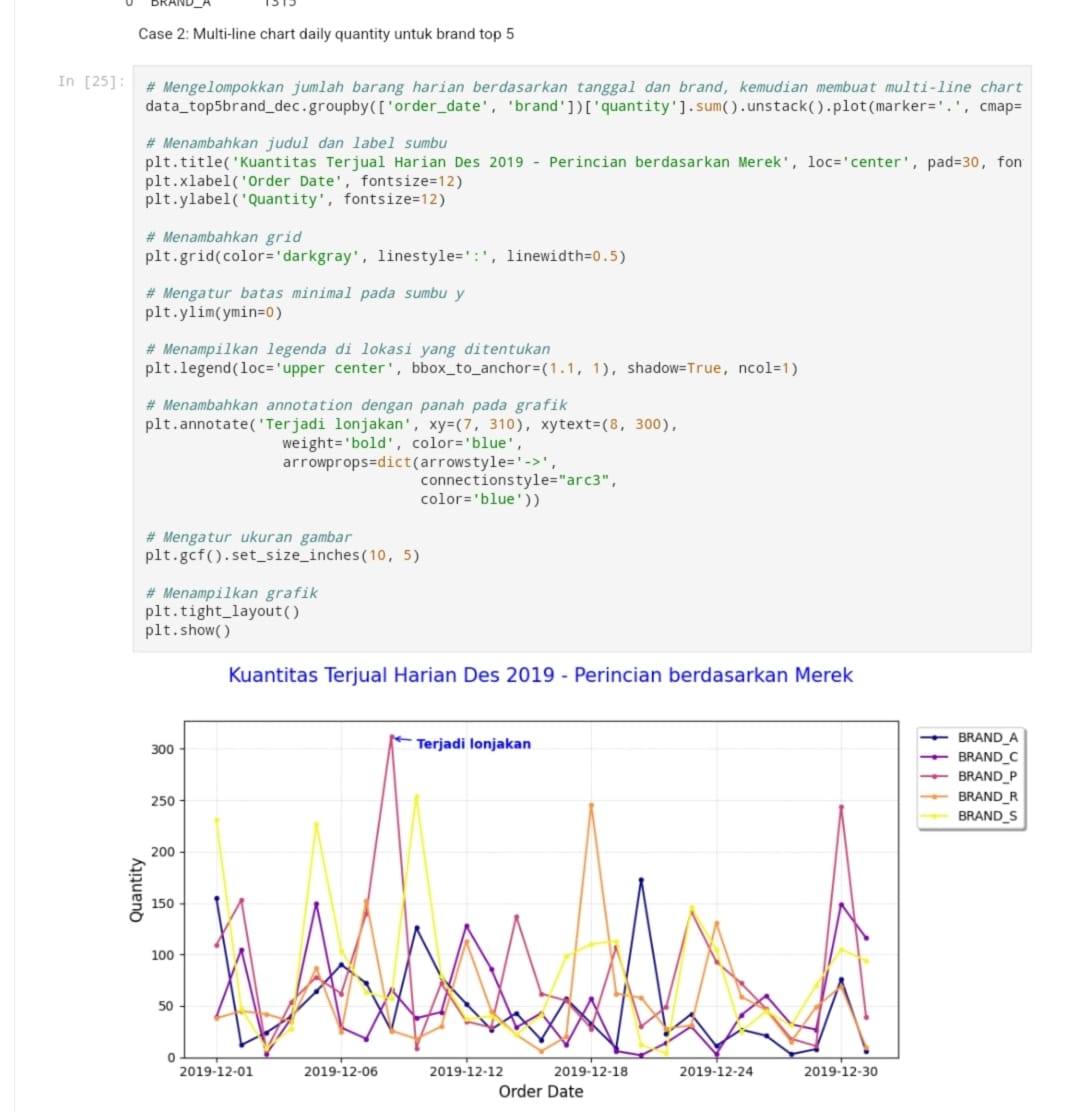 0 BRAND_A 1315
Case 2: Multi-line chart daily quantity untuk brand top 5
In [25]:
# Mengelompokkan jumlah barang harian berdasarkan tanggal dan brand, kemudian membuat multi-line chart
data_top5brand_dec.groupby(['order_date', 'brand'])['quantity'].sum().unstack().plot(marker='.', cmap=
# Menambahkan judul dan label sumbu
plt.title('Kuantitas Terjual Harian Des 2019 - Perincian berdasarkan Merek', loc='center', pad=30, fon
plt.xlabel('Order Date', fontsize=12)
plt.ylabel('Quantity', fontsize=12)
# Menambahkan grid
plt.grid(color='darkgray', linestyle=':', linewidth=0.5)
# Mengatur batas minimal pada sumbu y
plt.ylim(ymin=0)
# Menampilkan legenda di lokasi yang ditentukan
plt.legend(loc='upper center', bbox_to_anchor=(1.1, 1), shadow=True, ncol=1)
# Menambahkan annotation dengan panah pada grafik
plt.annotate('Terjadi lonjakan', xy=(7, 310), xytext=(8, 300),
weight='bold', color='blue',
arrowprops=dict(arrowstyle='->',
connectionstyle="arc3",
color='blue'))
# Mengatur ukuran gambar
plt.gcf().set_size_inches(10, 5)
# Menampilkan grafik
plt.tight_layout()
plt.show()
Kuantitas Terjual Harian Des 2019 - Perincian berdasarkan Merek
Terjadi lonjakan
BRAND_A
BRAND_C
BRAND_P
BRAND_R
BRAND_S
Quantity
300
250
200
150
100
50
0
2019-12-01 2019-12-06 2019-12-12 2019-12-18 2019-12-24 2019-12-30
Order Date